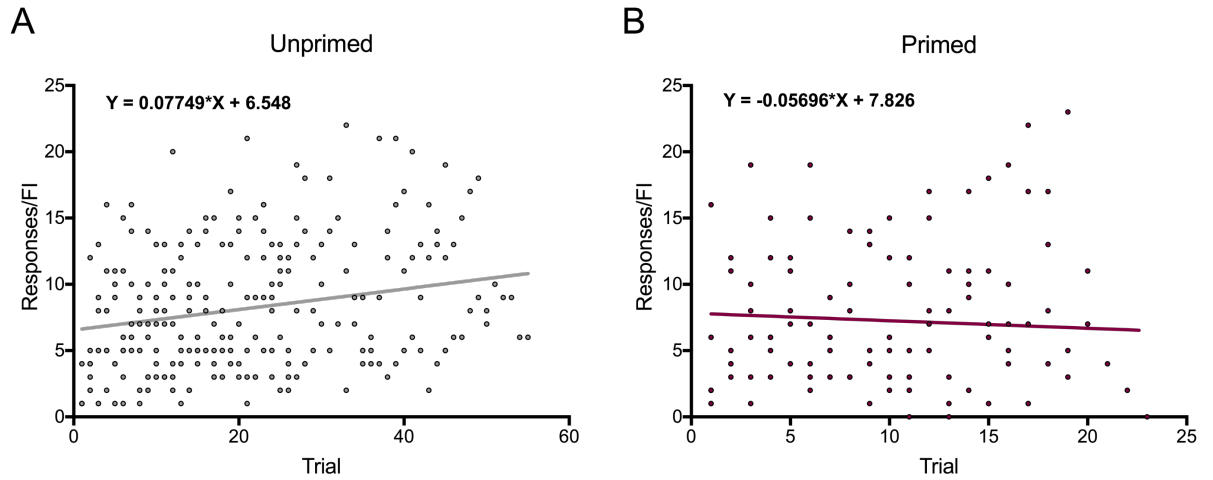 A
Unprimed
Y = 0.07749*X + 6.548
25
20
15
10
5
0
Responses/FI
0 20 40 60
Trial
B
Primed
Y = -0.05696*X + 7.826
25
20
15
10
5
0
Responses/FI
0 5 10 15 20 25
Trial